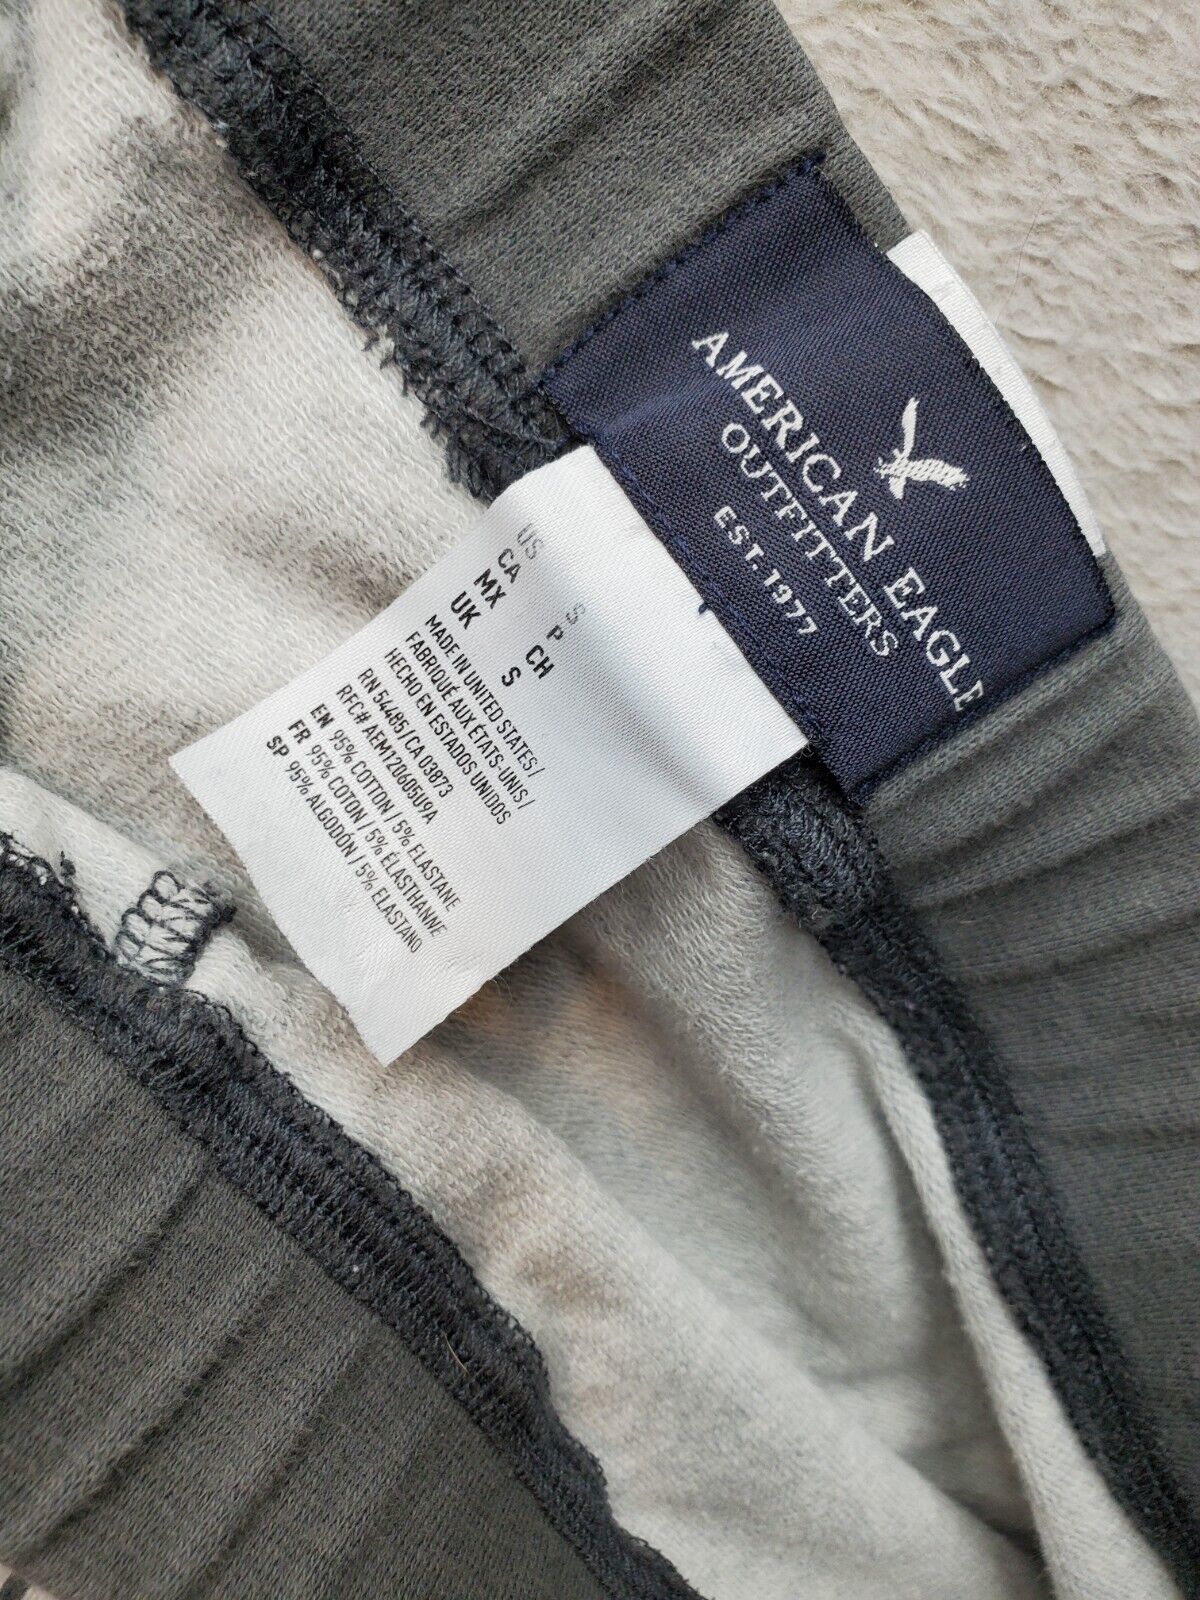 AMERICAN EAGLE
OUTFITTERS
EST. 1977
US S
CA P
MX CH
UK S
MADE IN UNITED STATES/
FABRIQUÉ AUX ÉTATS-UNIS/
HECHO EN ESTADOS UNIDOS
RN 54485/CA 03873
RFC# AEM120605U9A
EN 95% COTTON / 5% ELASTANE
FR 95% COTON / 5% ÉLASTHANNE
SP 95% ALGODÓN / 5% ELASTANO